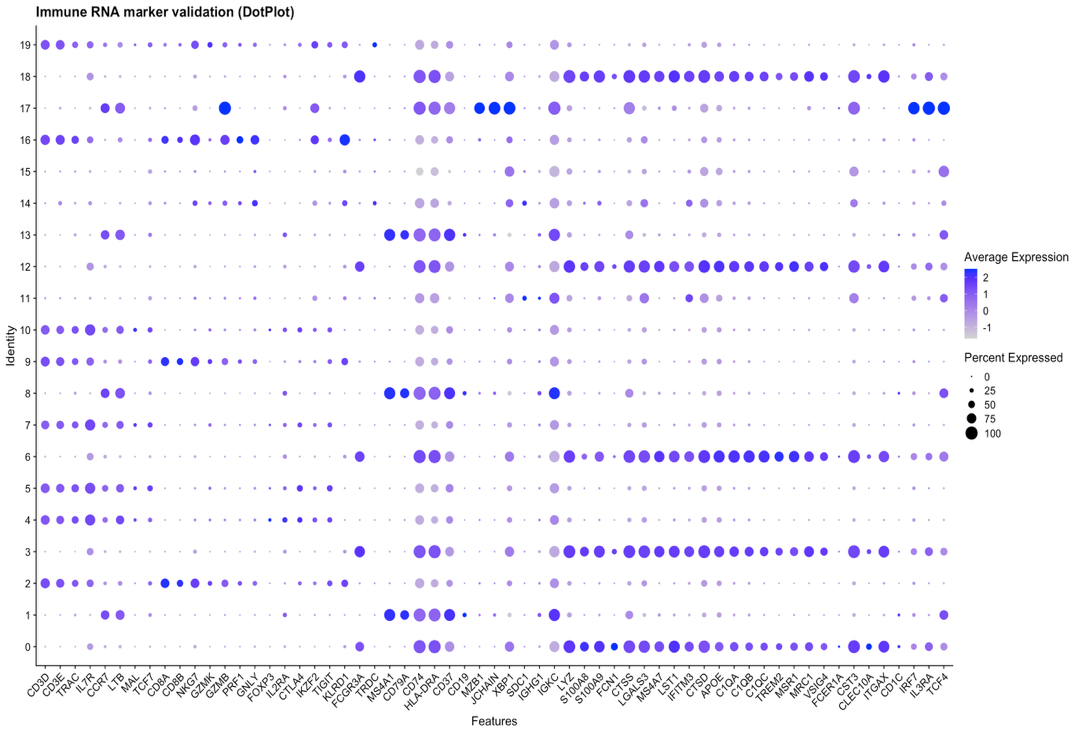 Immune RNA marker validation (DotPlot)
19
18
17
16
15
14
13
12
11
10
9
8
7
6
5
4
3
2
1
0
Identity
CD3D
CD3E
TRAC
IL7R
CCR7
LTB
MAL
TCF7
CD8A
CD8B
NKG7
GZMK
GZMB
PRF1
GNLY
FOXP3
IL2RA
CTLA4
IKZF2
TIGIT
KLRD1
FCGR3A
TRDC
MS4A1
CD79A
CD74
HLA-DRA
CD37
CD19
MZB1
JCHAIN
XBP1
SDC1
IGHG1
IGKC
LYZ
S100A8
S100A9
FCN1
CTSS
LGALS3
MS4A7
LST1
IFITM3
CTSD
APOE
C1QA
C1QB
C1QC
TREM2
MSR1
MRC1
VSIG4
FCER1A
CST3
CLEC10A
ITGAX
CD1C
IRF7
IL3RA
TCF4
Features
Average Expression
2
1
0
-1
Percent Expressed
0
25
50
75
100